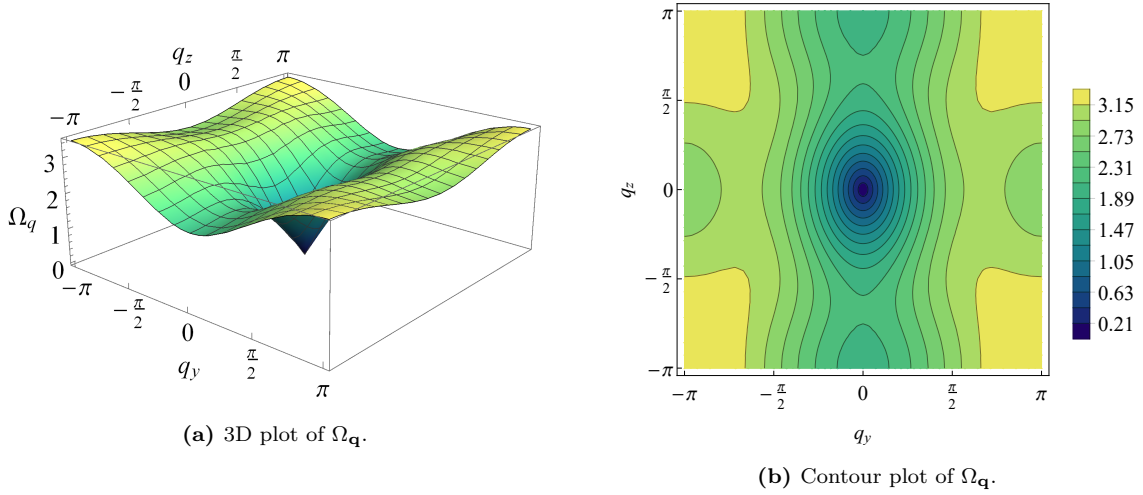 q_z
-π
-π/2
0
π/2
π
3
2
1
0
Ω_q
-π
-π/2
0
π/2
π
q_y
(a) 3D plot of Ω_q.
π
π/2
0
-π/2
-π
q_z
-π
-π/2
0
π/2
π
q_y
3.15
2.73
2.31
1.89
1.47
1.05
0.63
0.21
(b) Contour plot of Ω_q.